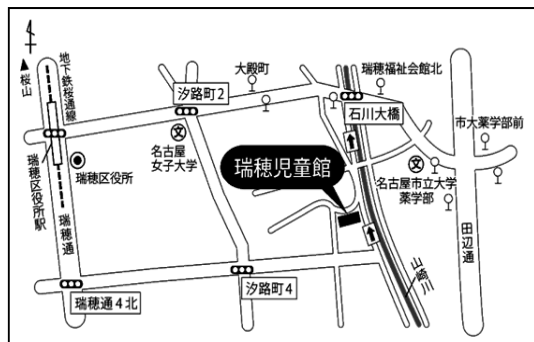 ▲桜山
地下鉄桜通線
瑞穂区役所駅
瑞穂区役所
瑞穂通
瑞穂通4北
汐路町2
文
名古屋
女子大学
大殿町
瑞穂児童館
汐路町4
瑞穂福祉会館北
石川大橋
市大薬学部前
文
名古屋市立大学
薬学部
田辺通
山崎川